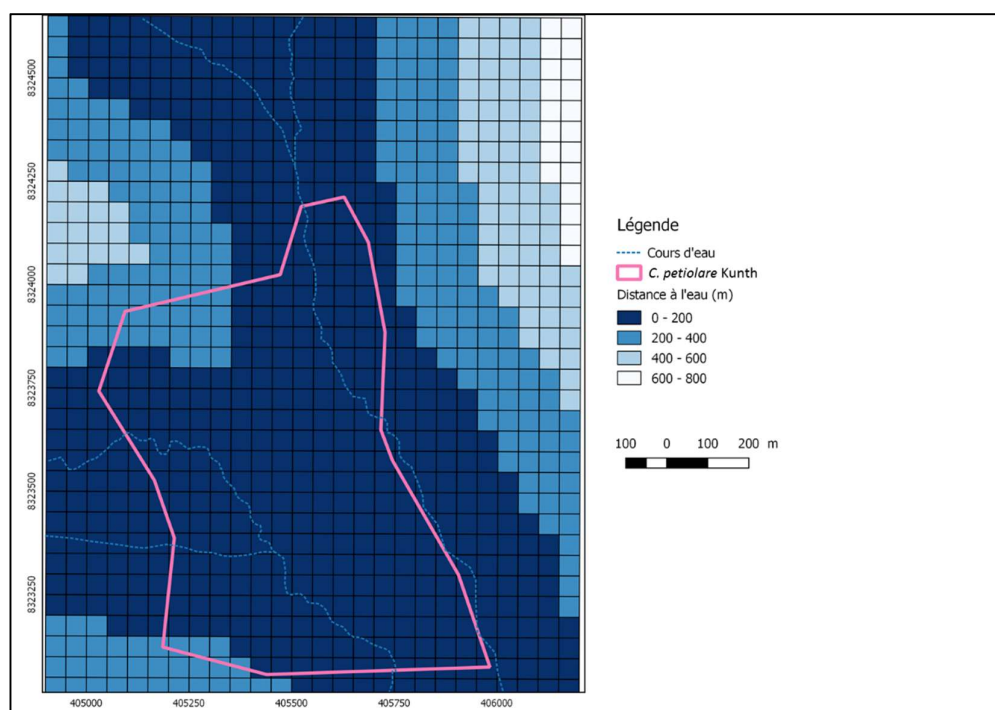 8324500
8324250
8324000
8323750
8323500
8323250
405000 405250 405500 405750 406000
Légende
Cours d'eau
C. petiolare Kunth
Distance à l'eau (m)
0 - 200
200 - 400
400 - 600
600 - 800
100 0 100 200 m